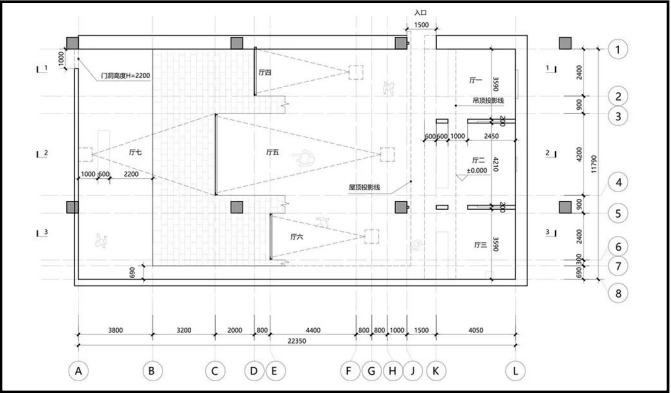 入口
1500
1
1000
门洞高度H=2200
厅四
厅一
3590
吊顶投影线
1
2400
1
2
900
3
200
600
600
1000
2450
2
厅七
厅五
厅二
±0.000
4210
2
4200
11790
1000
600
2200
屋顶投影线
4
900
200
5
3
厅六
厅三
3590
3
2400
6
300
7
690
690
8
3800
3200
2000
800
4400
800
800
1000
1500
4050
22350
A
B
C
D
E
F
G
H
J
K
L